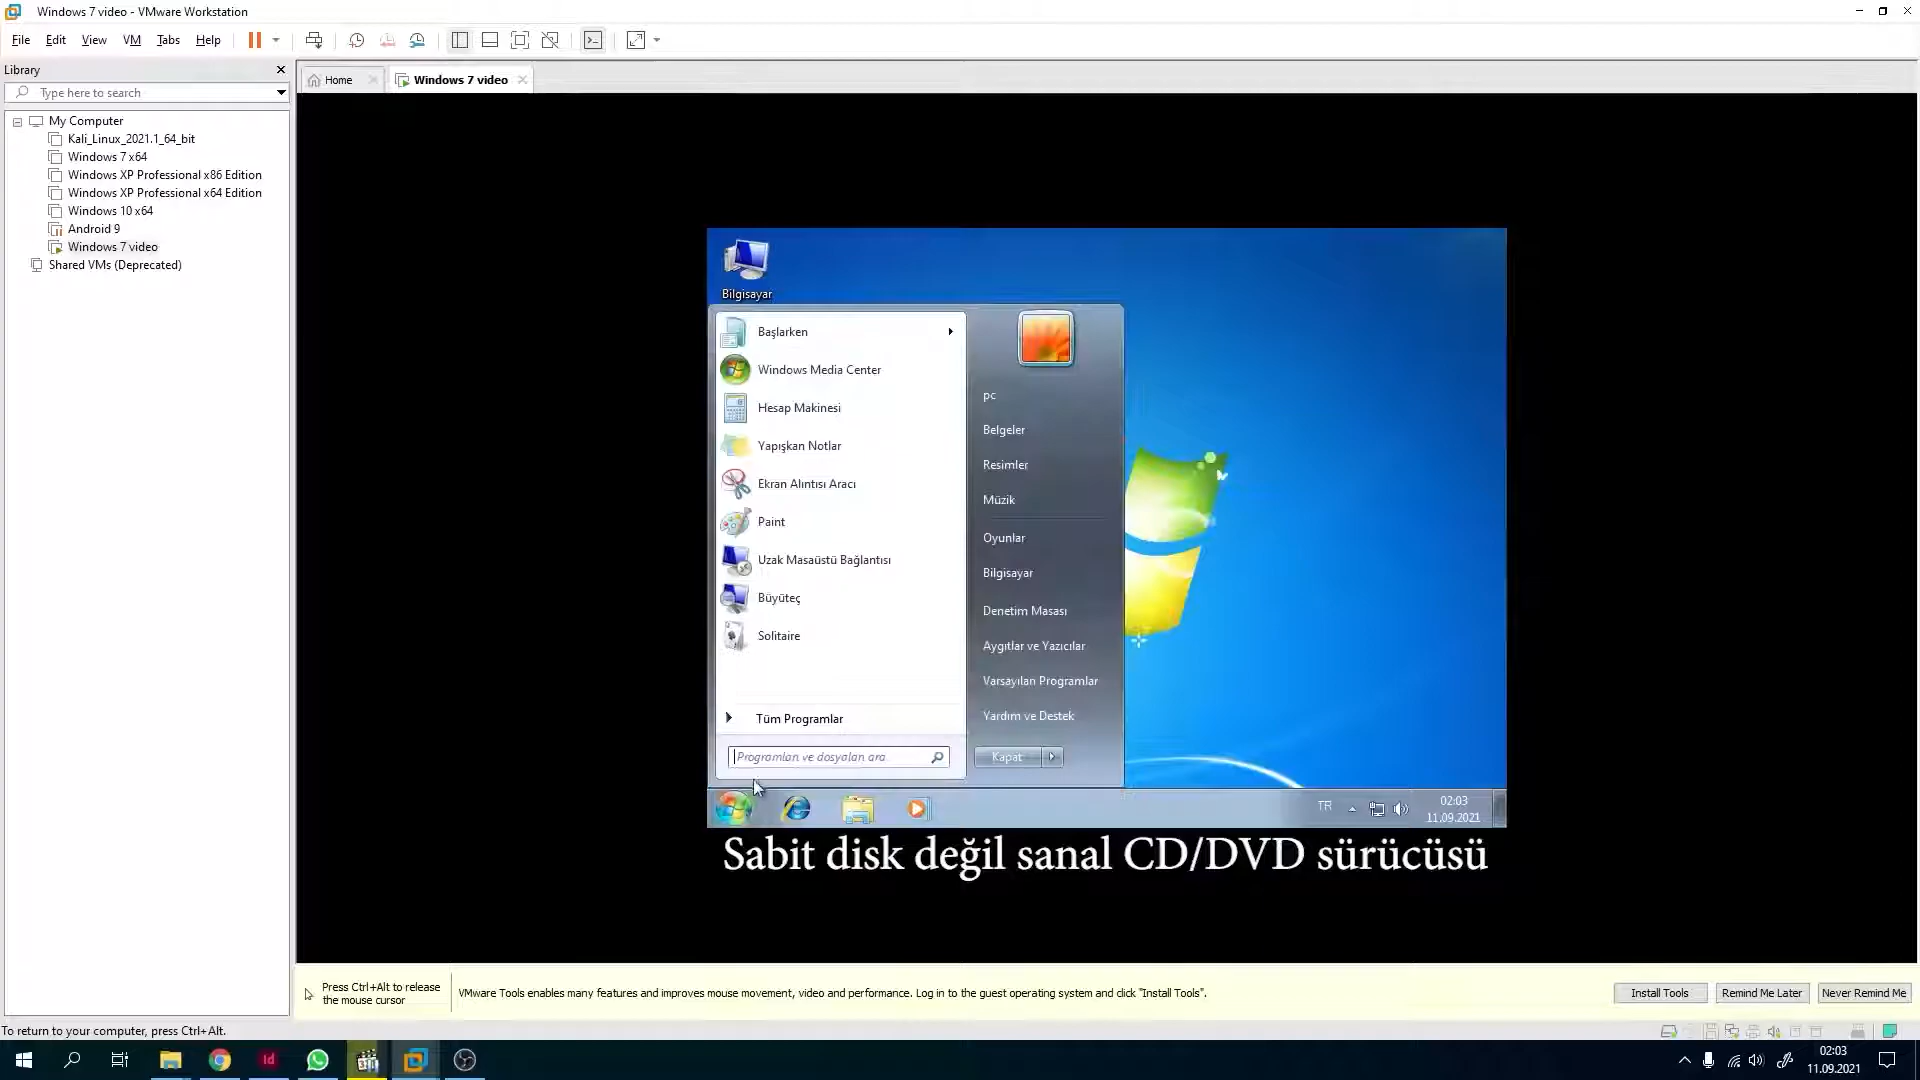 Windows 7 video - VMware Workstation
File Edit View VM Tabs Help
Library
Type here to search
My Computer
Kali_Linux_2021.1_64_bit
Windows 7 x64
Windows XP Professional x86 Edition
Windows XP Professional x64 Edition
Windows 10 x64
Android 9
Windows 7 video
Shared VMs (Deprecated)
Home
Windows 7 video
Bilgisayar
Başlarken
Windows Media Center
Hesap Makinesi
Yapışkan Notlar
Ekran Alıntısı Aracı
Paint
Uzak Masaüstü Bağlantısı
Büyüteç
Solitaire
Tüm Programlar
Programları ve dosyaları ara
pc
Belgeler
Resimler
Müzik
Oyunlar
Bilgisayar
Denetim Masası
Aygıtlar ve Yazıcılar
Varsayılan Programlar
Yardım ve Destek
Kapat
TR
02:03
11.09.2021
Sabit disk değil sanal CD/DVD sürücüsü
Press Ctrl+Alt to release
the mouse cursor
VMware Tools enables many features and improves mouse movement, video and performance. Log in to the guest operating system and click "Install Tools".
Install Tools
Remind Me Later
Never Remind Me
To return to your computer, press Ctrl+Alt.
Id
02:03
11.09.2021